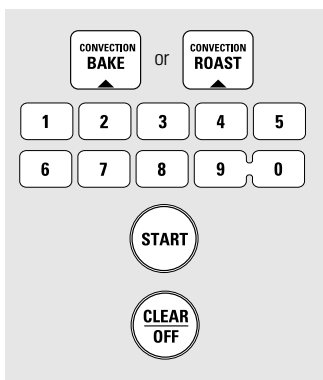 CONVECTION
BAKE
or
CONVECTION
ROAST
1 2 3 4 5
6 7 8 9 0
START
CLEAR
OFF